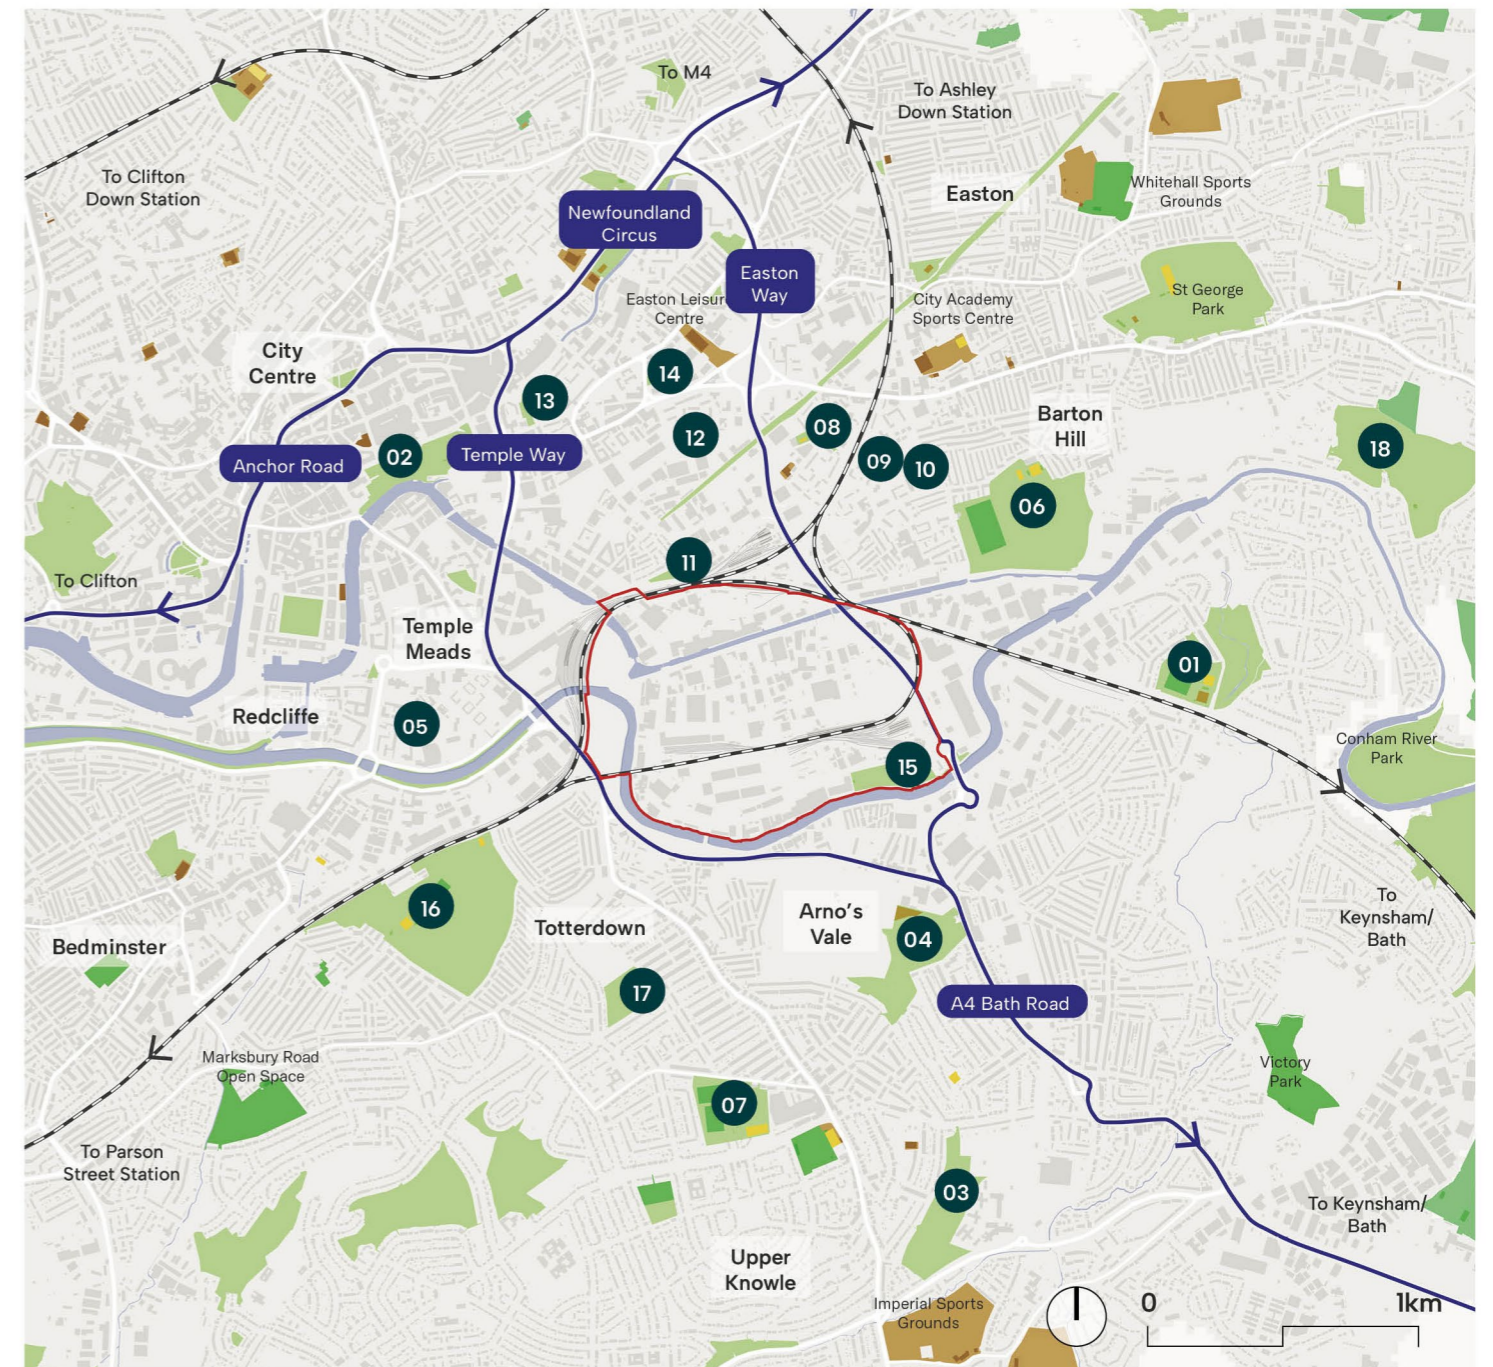 To M4
To Ashley
Down Station
To Clifton
Down Station
Easton
Whitehall Sports
Grounds
Newfoundland
Circus
Easton
Way
Easton Leisur
Centre
City Academy
Sports Centre
St George
Park
City
Centre
14
13
Barton
Hill
12
08
18
Anchor Road
02
Temple Way
09
10
06
11
To Clifton
Temple
Meads
01
Redcliffe
05
Conham River
Park
15
16
Totterdown
Arno's
Vale
04
To
Keynsham/
Bath
Bedminster
17
A4 Bath Road
Marksbury Road
Open Space
Victory
Park
07
To Parson
Street Station
03
To Keynsham/
Bath
Upper
Knowle
Imperial Sports
Grounds
0
1km